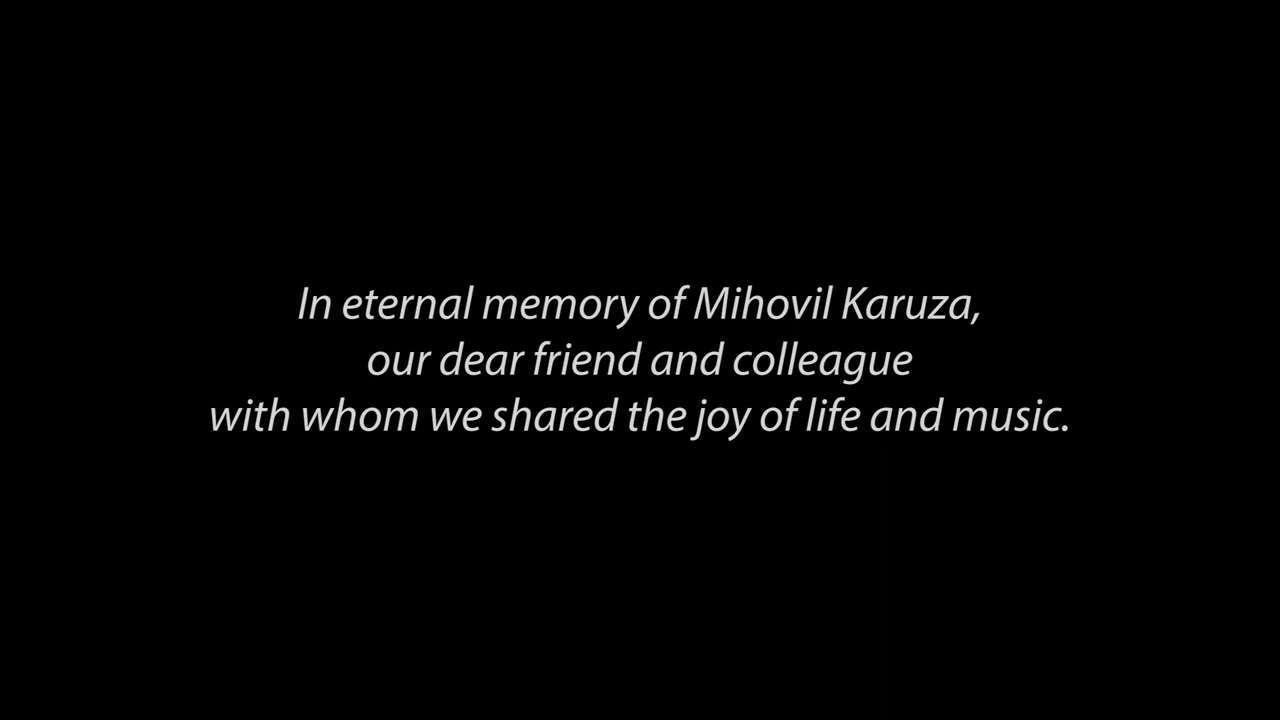 In eternal memory of Mihovil Karuza,
our dear friend and colleague
with whom we shared the joy of life and music.